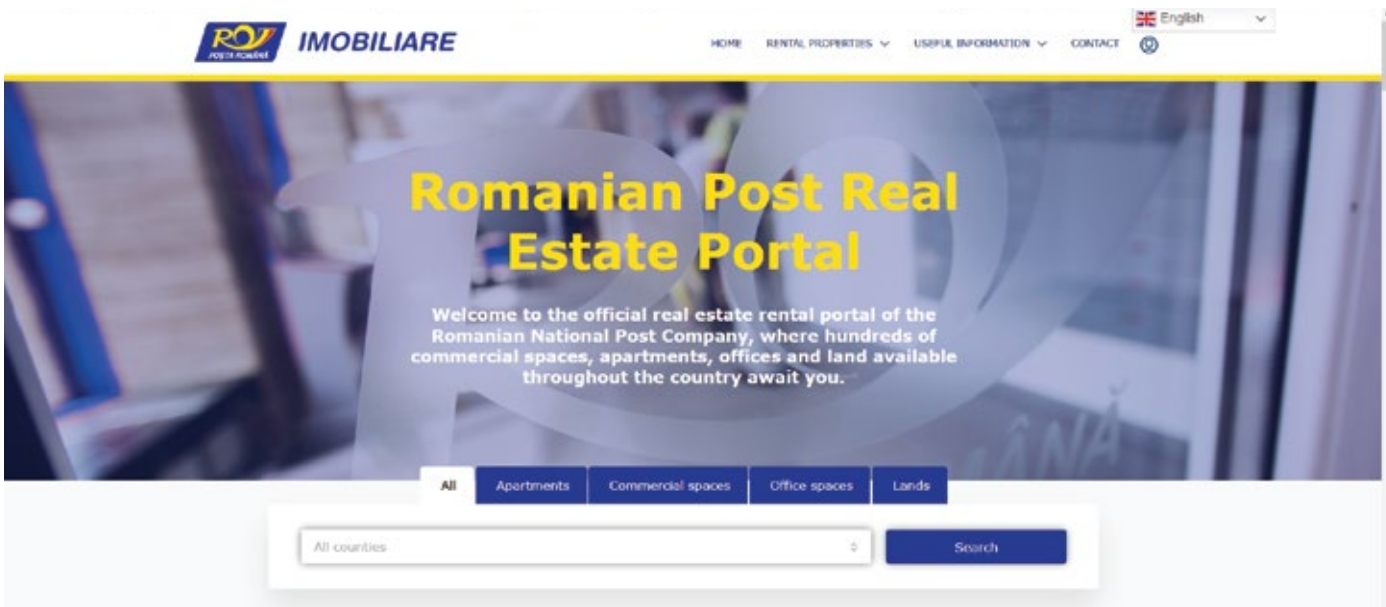 POȘTA ROMÂNĂ
IMOBILIARE
HOME RENTAL PROPERTIES USEFUL INFORMATION CONTACT
English
Romanian Post Real
Estate Portal
Welcome to the official real estate rental portal of the
Romanian National Post Company, where hundreds of
commercial spaces, apartments, offices and land available
throughout the country await you.
All Apartments Commercial spaces Office spaces Lands
All counties
Search